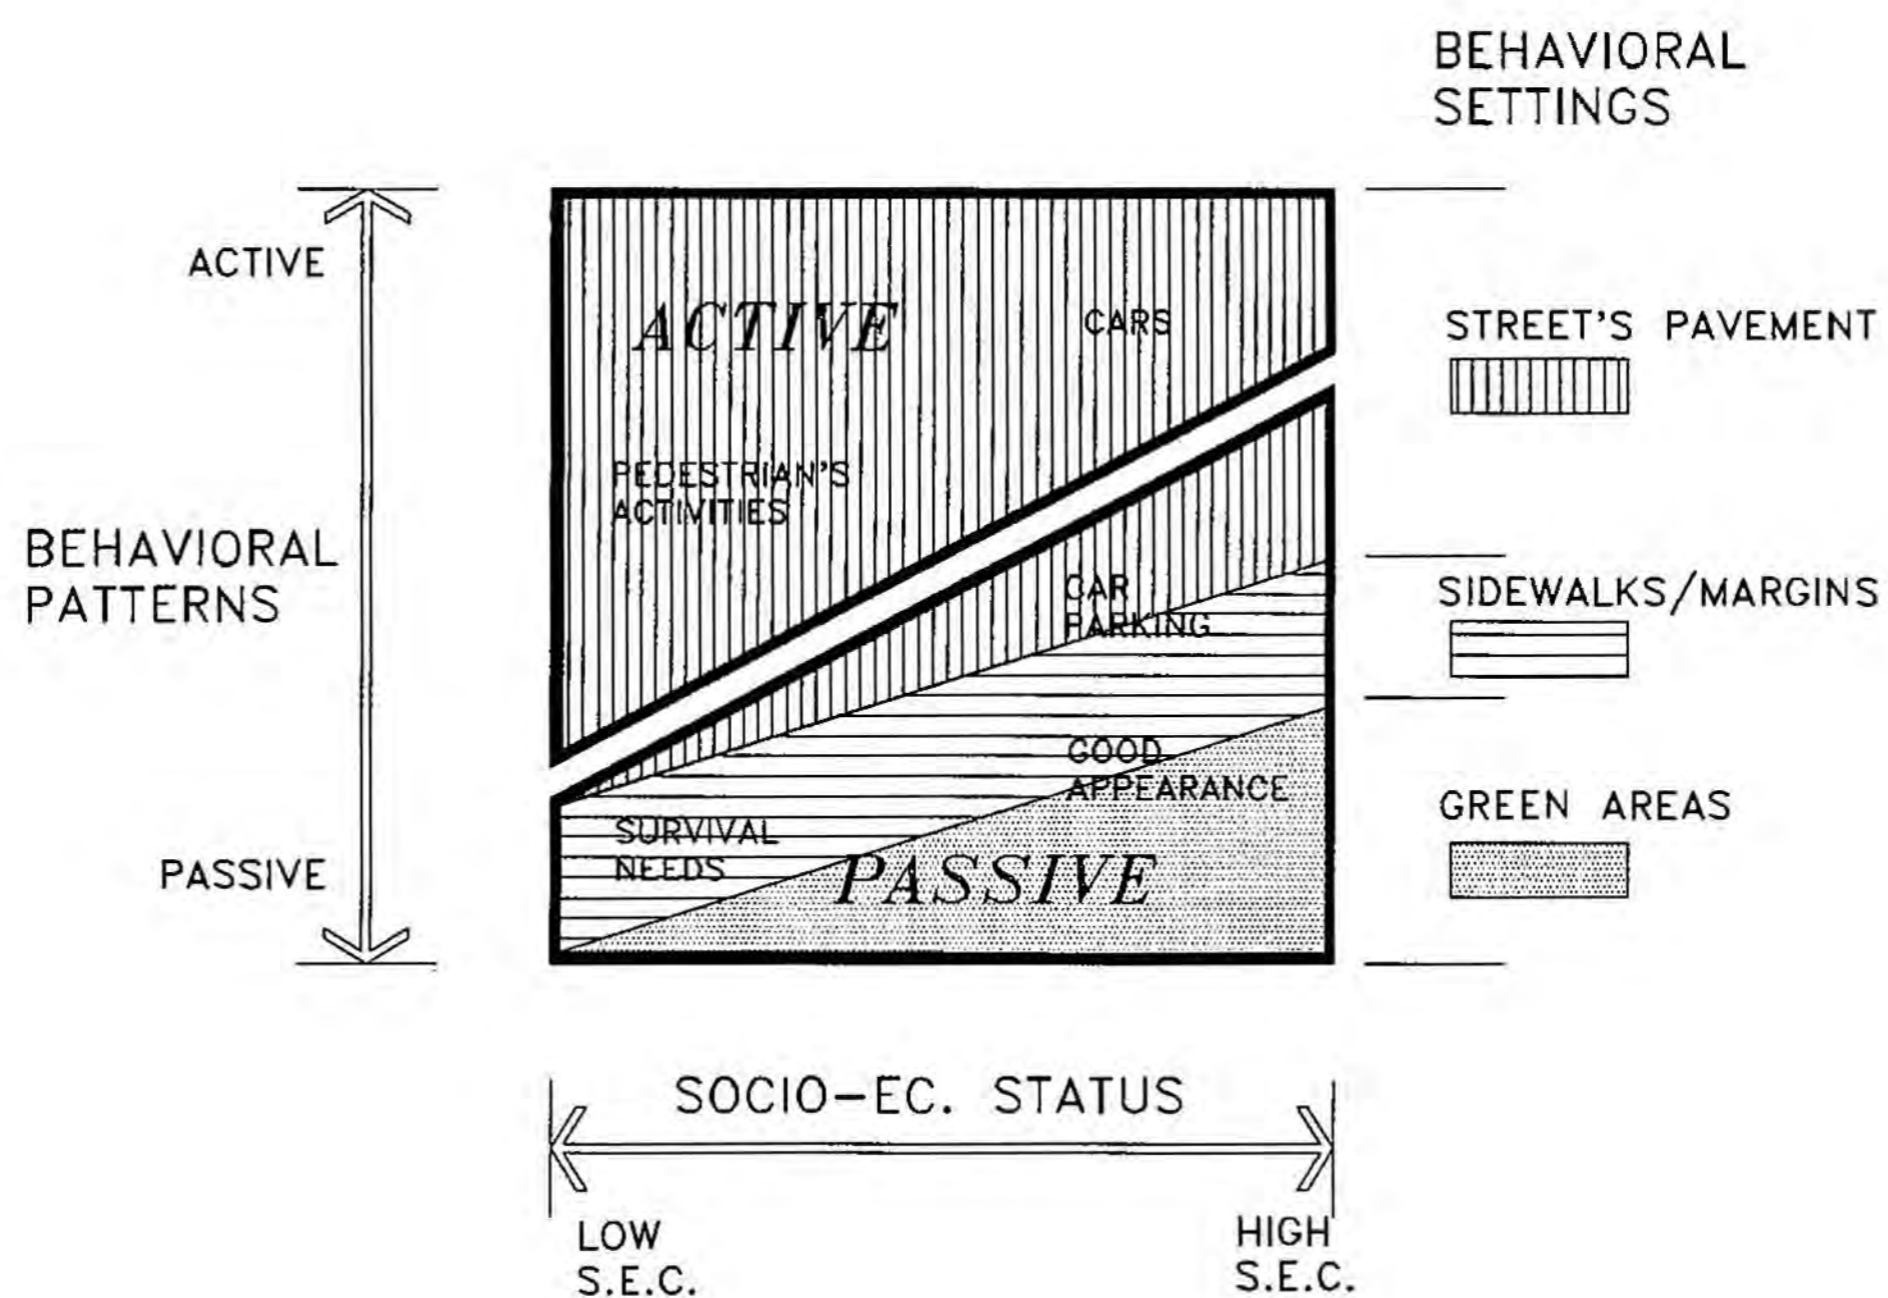 BEHAVIORAL
SETTINGS
ACTIVE
ACTIVE
CARS
STREET'S PAVEMENT
PEDESTRIAN'S
ACTIVITIES
BEHAVIORAL
PATTERNS
CAR
PARKING
SIDEWALKS/MARGINS
GOOD
APPEARANCE
GREEN AREAS
SURVIVAL
NEEDS
PASSIVE
PASSIVE
SOCIO-EC. STATUS
LOW
S.E.C.
HIGH
S.E.C.